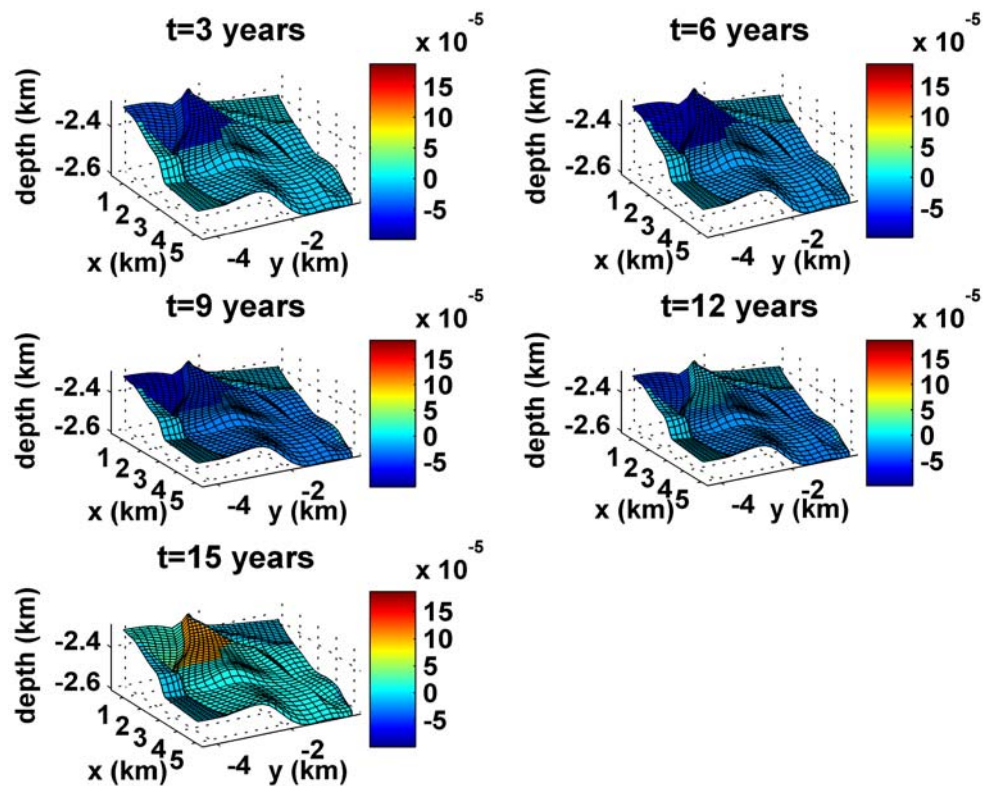 t=3 years
x 10 -5
depth (km)
-2.4
-2.6
1 2 3 4 5
x (km)
-4 -2
y (km)
15
10
5
0
-5
t=6 years
x 10 -5
depth (km)
-2.4
-2.6
1 2 3 4 5
x (km)
-4 -2
y (km)
15
10
5
0
-5
t=9 years
x 10 -5
depth (km)
-2.4
-2.6
1 2 3 4 5
x (km)
-4 -2
y (km)
15
10
5
0
-5
t=12 years
x 10 -5
depth (km)
-2.4
-2.6
1 2 3 4 5
x (km)
-4 -2
y (km)
15
10
5
0
-5
t=15 years
x 10 -5
depth (km)
-2.4
-2.6
1 2 3 4 5
x (km)
-4 -2
y (km)
15
10
5
0
-5